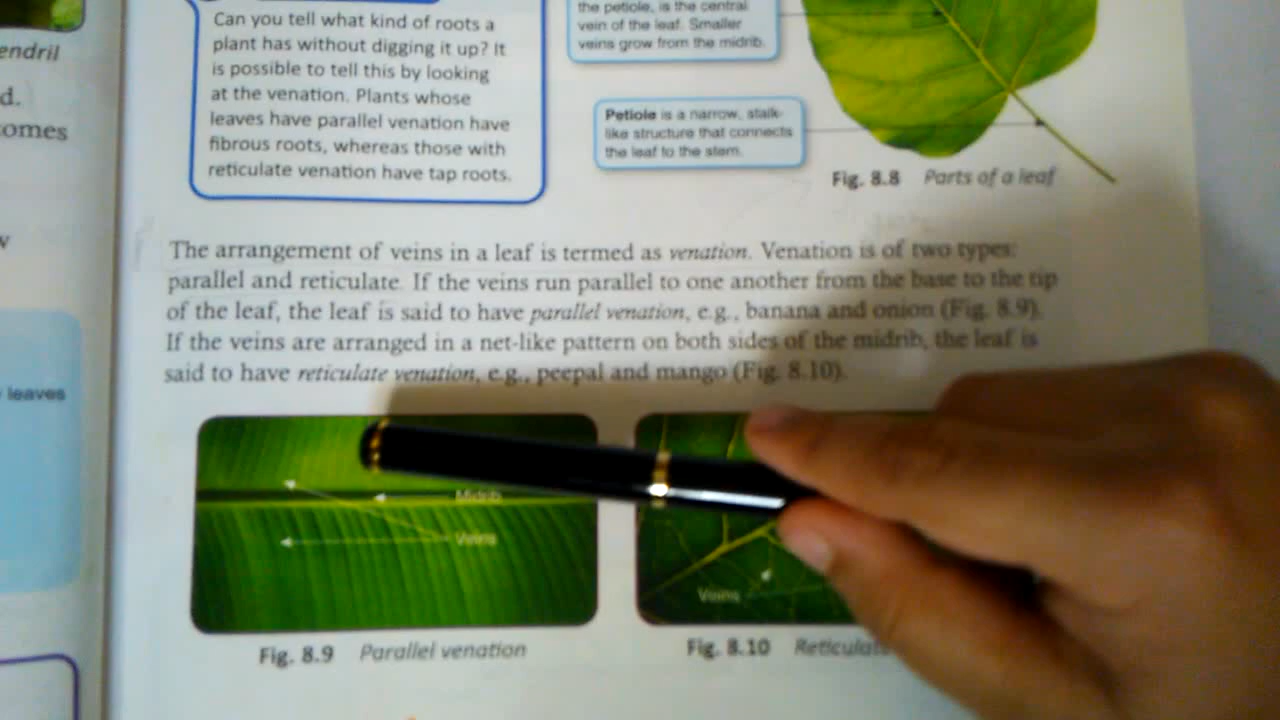 endril
d.
comes
leaves
Can you tell what kind of roots a
plant has without digging it up? It
is possible to tell this by looking
at the venation. Plants whose
leaves have parallel venation have
fibrous roots, whereas those with
reticulate venation have tap roots.
the petiole, is the central
vein of the leaf. Smaller
veins grow from the midrib.
Petiole is a narrow, stalk-
like structure that connects
the leaf to the stem.
Fig. 8.8 Parts of a leaf
The arrangement of veins in a leaf is termed as venation. Venation is of two types:
parallel and reticulate. If the veins run parallel to one another from the base to the tip
of the leaf, the leaf is said to have parallel venation, e.g., banana and onion (Fig. 8.9).
If the veins are arranged in a net-like pattern on both sides of the midrib, the leaf is
said to have reticulate venation, e.g., peepal and mango (Fig. 8.10).
Midrib
Veins
Veins
Fig. 8.9 Parallel venation
Fig. 8.10 Reticulat